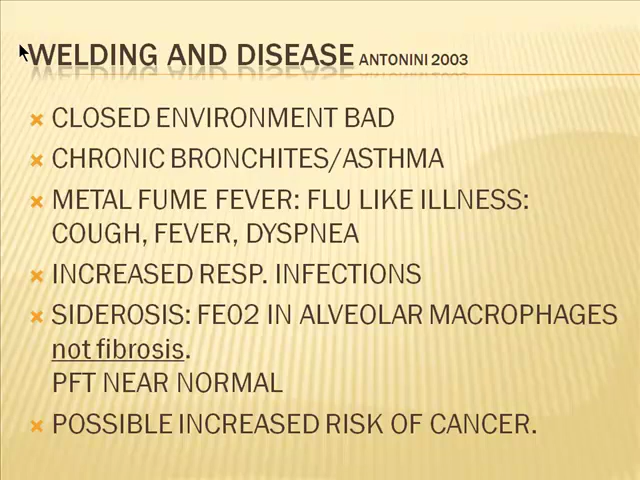 WELDING AND DISEASE ANTONINI 2003
CLOSED ENVIRONMENT BAD
CHRONIC BRONCHITES/ASTHMA
METAL FUME FEVER: FLU LIKE ILLNESS:
COUGH, FEVER, DYSPNEA
INCREASED RESP. INFECTIONS
SIDEROSIS: FE02 IN ALVEOLAR MACROPHAGES
not fibrosis.
PFT NEAR NORMAL
POSSIBLE INCREASED RISK OF CANCER.